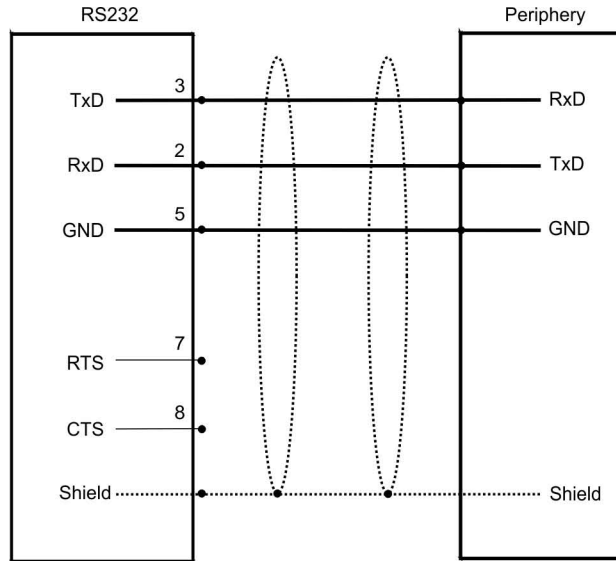 RS232 Periphery
TxD 3 RxD
RxD 2 TxD
GND 5 GND
RTS 7
CTS 8
Shield Shield